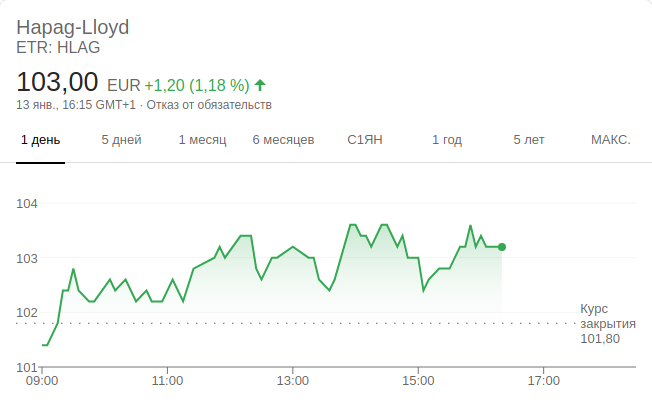 Hapag-Lloyd
ETR: HLAG
103,00 EUR +1,20 (1,18 %)
13 янв., 16:15 GMT+1 · Отказ от обязательств
1 день 5 дней 1 месяц 6 месяцев С1ЯН 1 год 5 лет МАКС.
104
103
102
101
Курс
закрытия
101,80
09:00 11:00 13:00 15:00 17:00